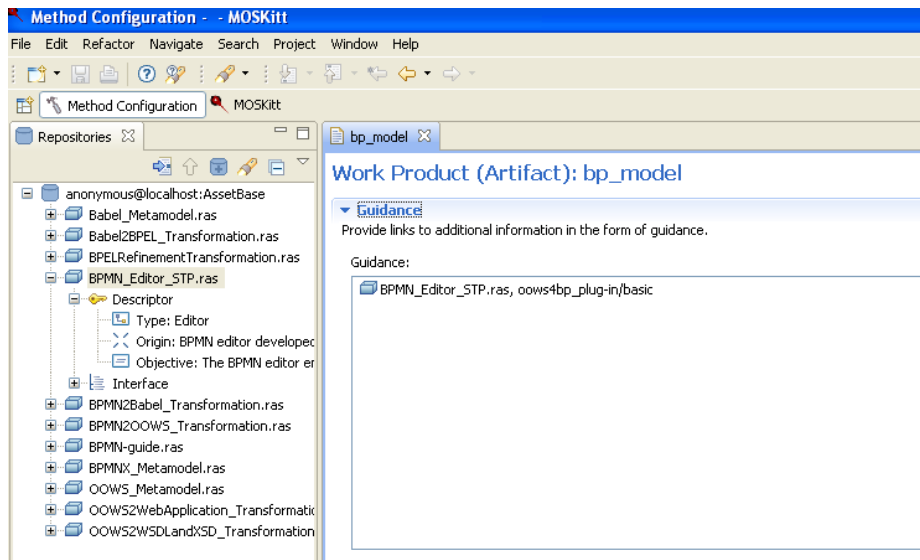 Method Configuration - - MOSKitt
File Edit Refactor Navigate Search Project Window Help
Method Configuration MOSKitt
Repositories
anonymous@localhost:AssetBase
Babel_Metamodel.ras
Babel2BPEL_Transformation.ras
BPELRefinementTransformation.ras
BPMN_Editor_STP.ras
Descriptor
Type: Editor
Origin: BPMN editor developed
Objective: The BPMN editor er
Interface
BPMN2Babel_Transformation.ras
BPMN2OOWS_Transformation.ras
BPMN-guide.ras
BPMNX_Metamodel.ras
OOWS_Metamodel.ras
OOWS2WebApplication_Transformatic
OOWS2WSDLandXSD_Transformation
bp_model
Work Product (Artifact): bp_model
Guidance
Provide links to additional information in the form of guidance.
Guidance:
BPMN_Editor_STP.ras, oows4bp_plug-in/basic